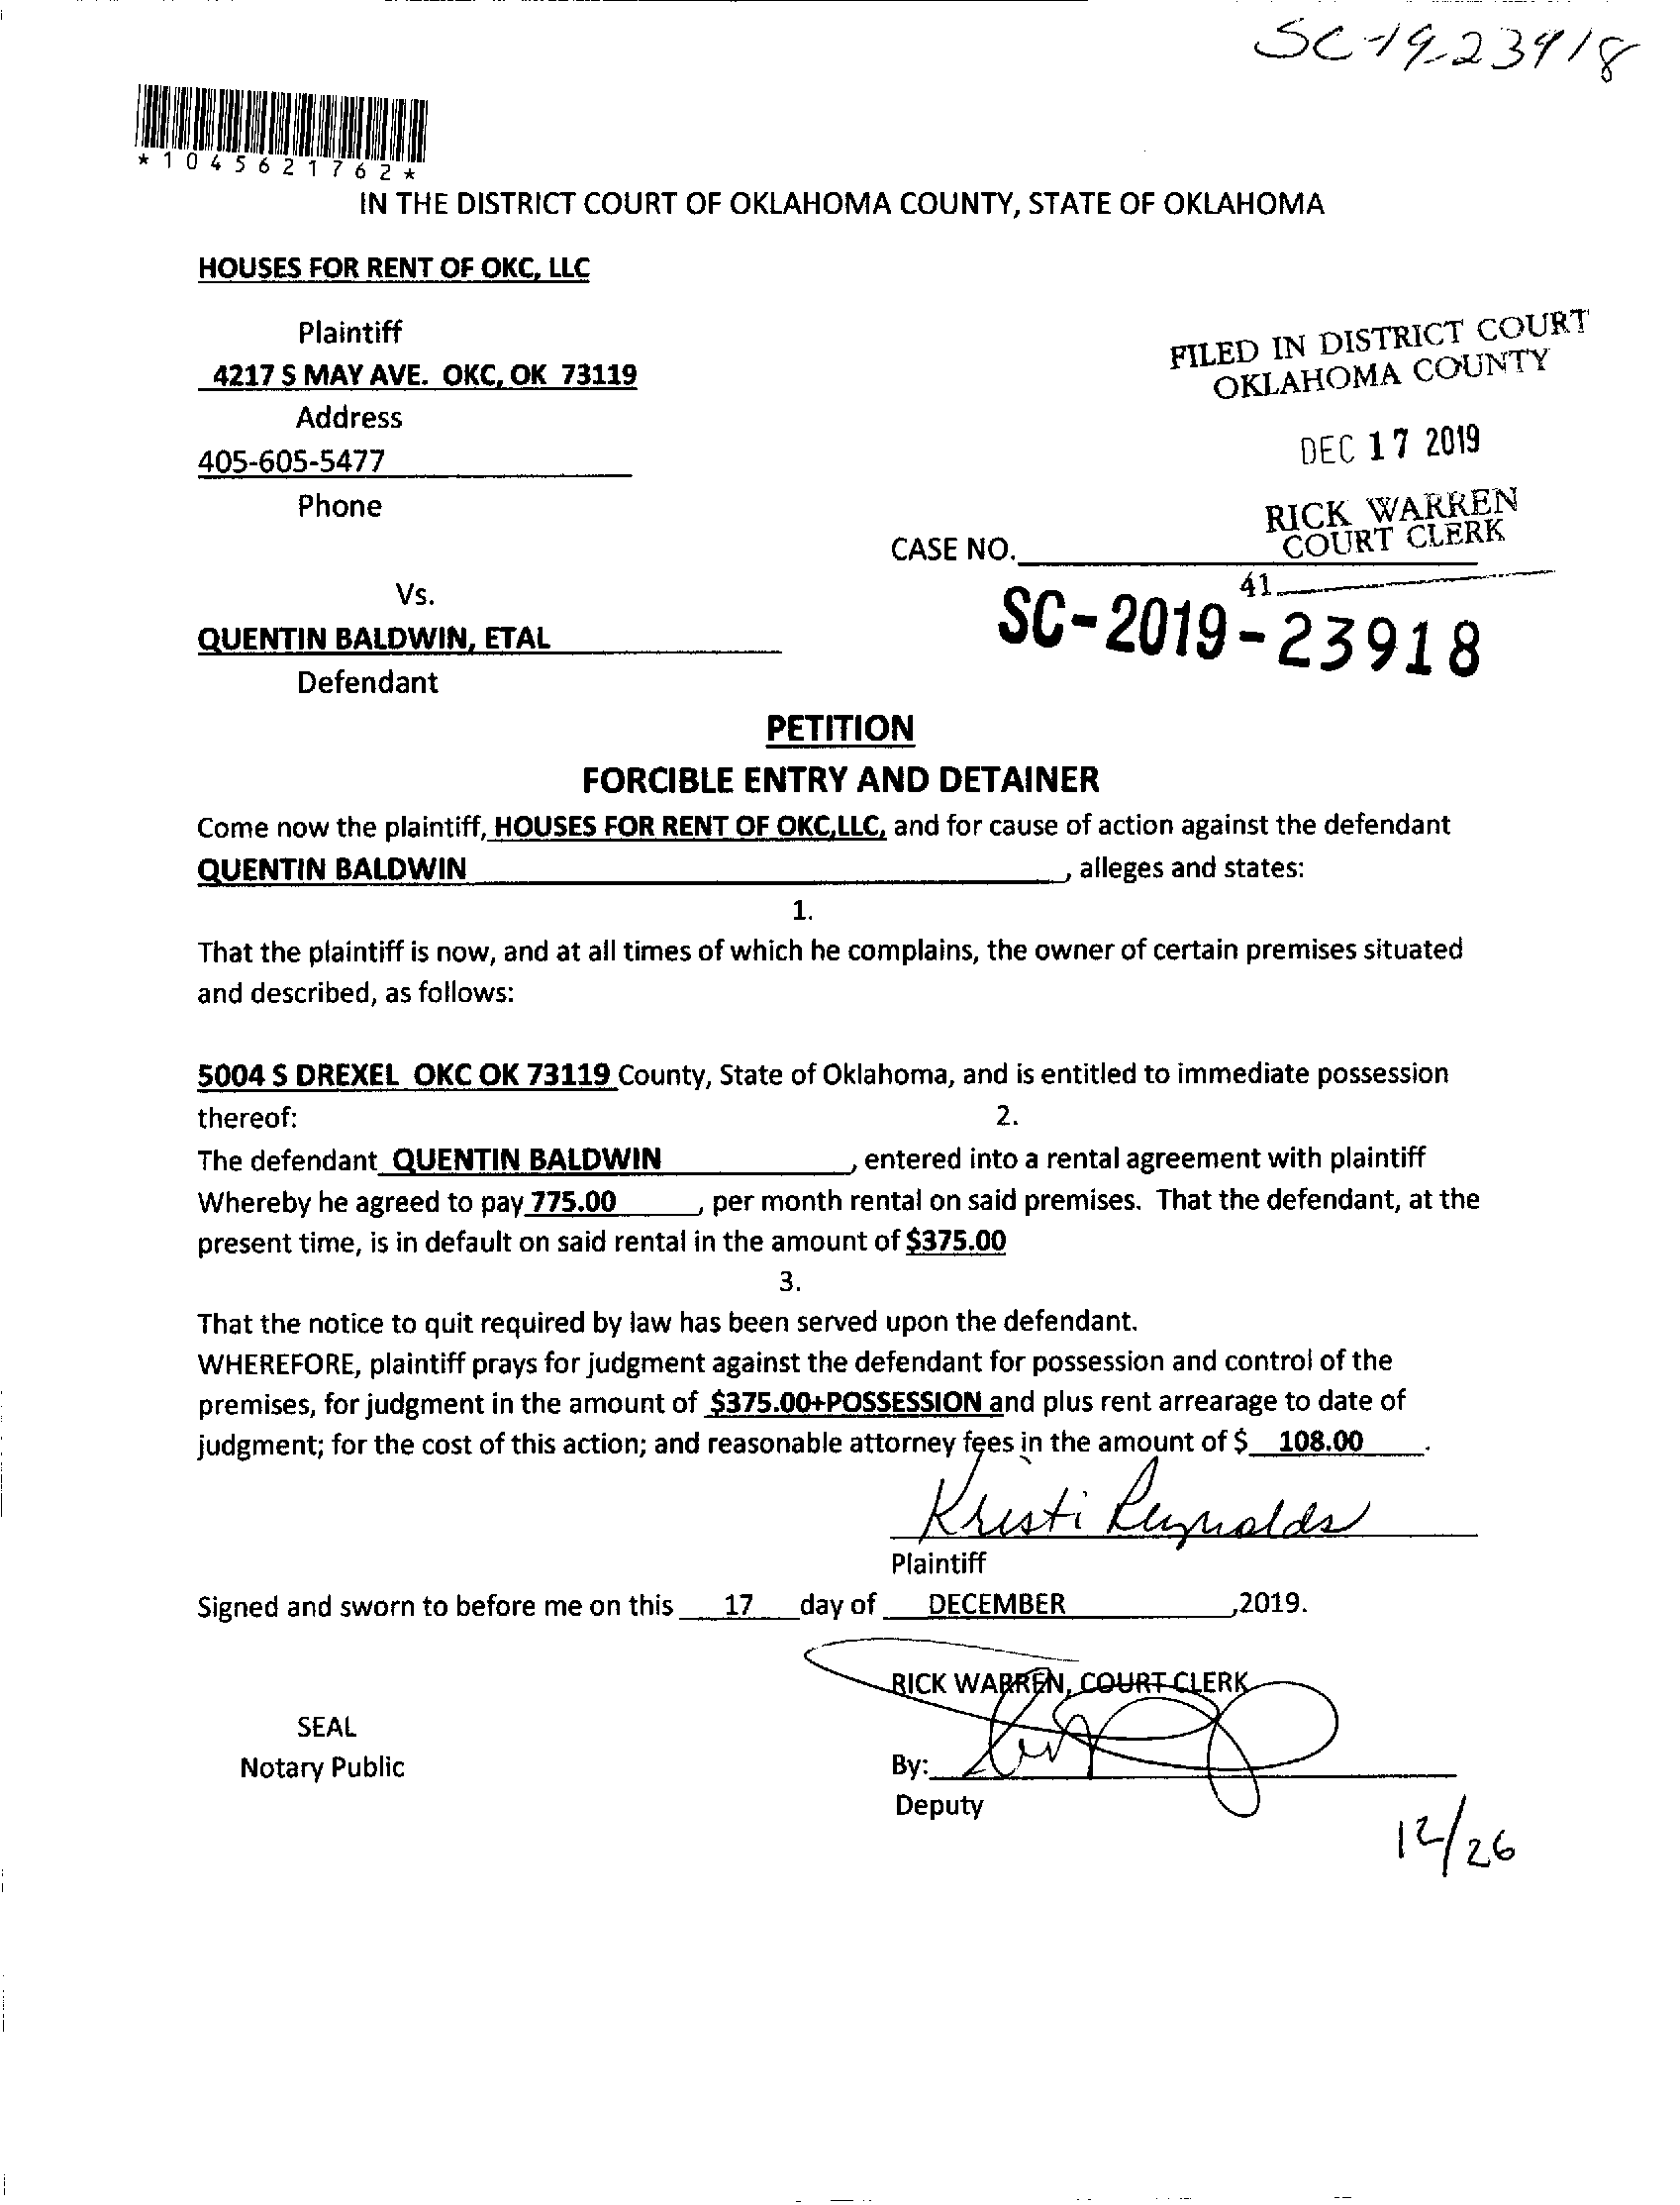 SC-19-23918
*1045621762*
IN THE DISTRICT COURT OF OKLAHOMA COUNTY, STATE OF OKLAHOMA
HOUSES FOR RENT OF OKC, LLC
Plaintiff
4217 S MAY AVE. OKC, OK 73119
Address
405-605-5477
Phone
FILED IN DISTRICT COURT
OKLAHOMA COUNTY
DEC 17 2019
RICK WARREN
COURT CLERK
CASE NO.
41
Vs.
SC-2019-23918
QUENTIN BALDWIN, ETAL
Defendant
PETITION
FORCIBLE ENTRY AND DETAINER
Come now the plaintiff, HOUSES FOR RENT OF OKC,LLC, and for cause of action against the defendant
QUENTIN BALDWIN , alleges and states:
1.
That the plaintiff is now, and at all times of which he complains, the owner of certain premises situated
and described, as follows:
5004 S DREXEL OKC OK 73119 County, State of Oklahoma, and is entitled to immediate possession
thereof: 2.
The defendant QUENTIN BALDWIN , entered into a rental agreement with plaintiff
Whereby he agreed to pay 775.00 , per month rental on said premises. That the defendant, at the
present time, is in default on said rental in the amount of $375.00
3.
That the notice to quit required by law has been served upon the defendant.
WHEREFORE, plaintiff prays for judgment against the defendant for possession and control of the
premises, for judgment in the amount of $375.00+POSSESSION and plus rent arrearage to date of
judgment; for the cost of this action; and reasonable attorney fees in the amount of $ 108.00 .
Kristi Reynolds
Plaintiff
Signed and sworn to before me on this 17 day of DECEMBER ,2019.
RICK WARREN, COURT CLERK
SEAL
Notary Public
By:
Deputy
12/26